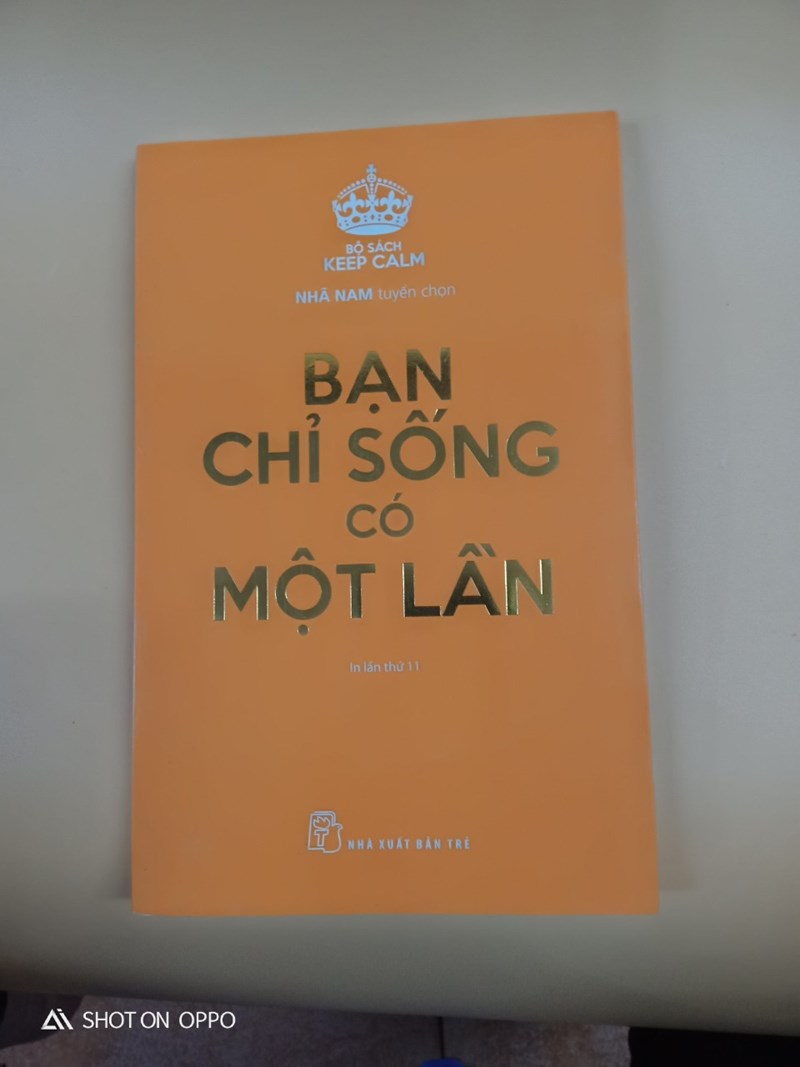 BỘ SÁCH
KEEP CALM
NHÃ NAM tuyển chọn
BẠN
CHỈ SỐNG
CÓ
MỘT LẦN
In lần thứ 11
NHÀ XUẤT BẢN TRẺ
SHOT ON OPPO